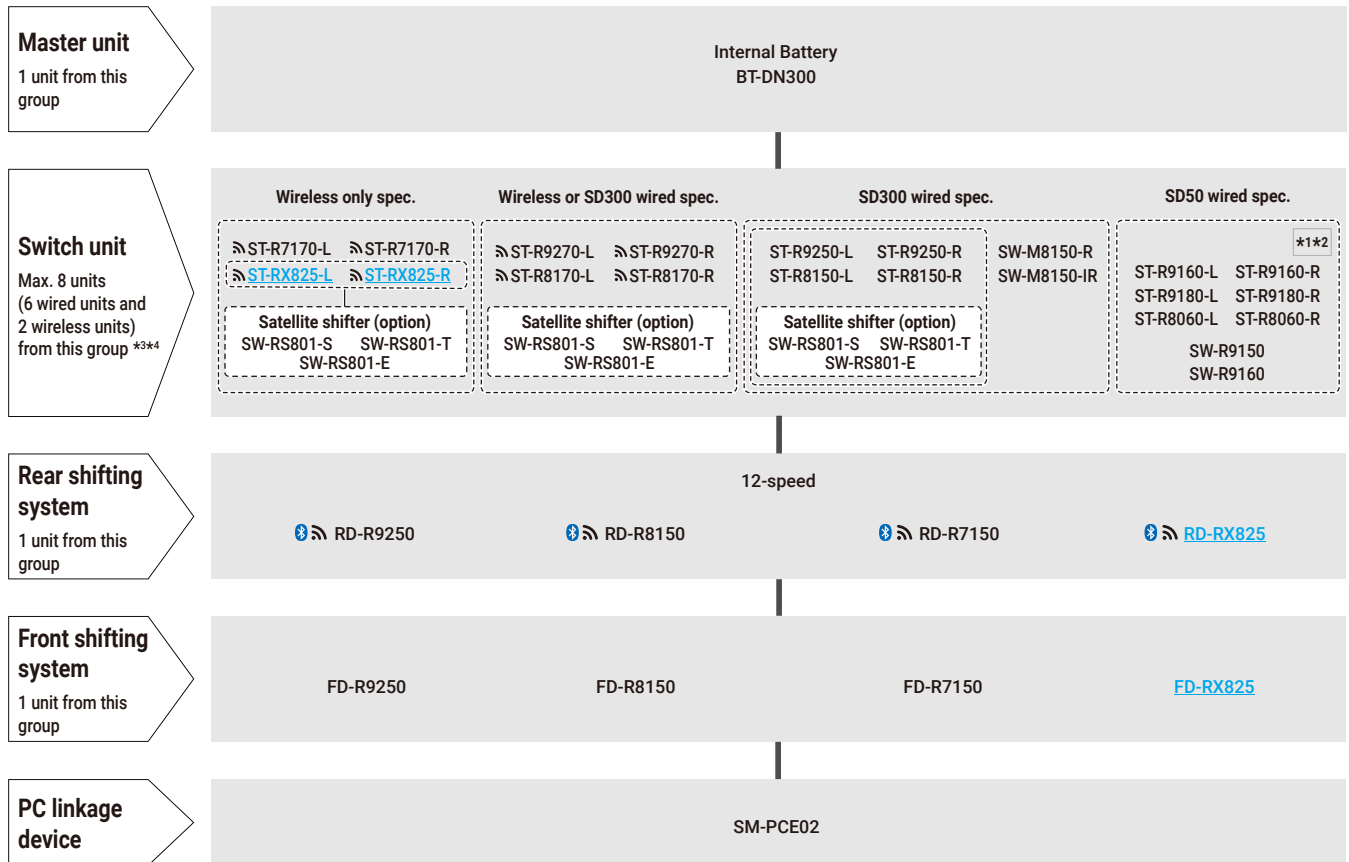 Master unit
1 unit from this
group
Internal Battery
BT-DN300
Switch unit
Max. 8 units
(6 wired units and
2 wireless units)
from this group *3*4
Wireless only spec.
ST-R7170-L ST-R7170-R
ST-RX825-L ST-RX825-R
Satellite shifter (option)
SW-RS801-S SW-RS801-T
SW-RS801-E
Wireless or SD300 wired spec.
ST-R9270-L ST-R9270-R
ST-R8170-L ST-R8170-R
Satellite shifter (option)
SW-RS801-S SW-RS801-T
SW-RS801-E
SD300 wired spec.
ST-R9250-L ST-R9250-R SW-M8150-R
ST-R8150-L ST-R8150-R SW-M8150-IR
Satellite shifter (option)
SW-RS801-S SW-RS801-T
SW-RS801-E
SD50 wired spec.
*1*2
ST-R9160-L ST-R9160-R
ST-R9180-L ST-R9180-R
ST-R8060-L ST-R8060-R
SW-R9150
SW-R9160
Rear shifting
system
1 unit from this
group
12-speed
RD-R9250 RD-R8150 RD-R7150 RD-RX825
Front shifting
system
1 unit from this
group
FD-R9250 FD-R8150 FD-R7150 FD-RX825
PC linkage
device
SM-PCE02